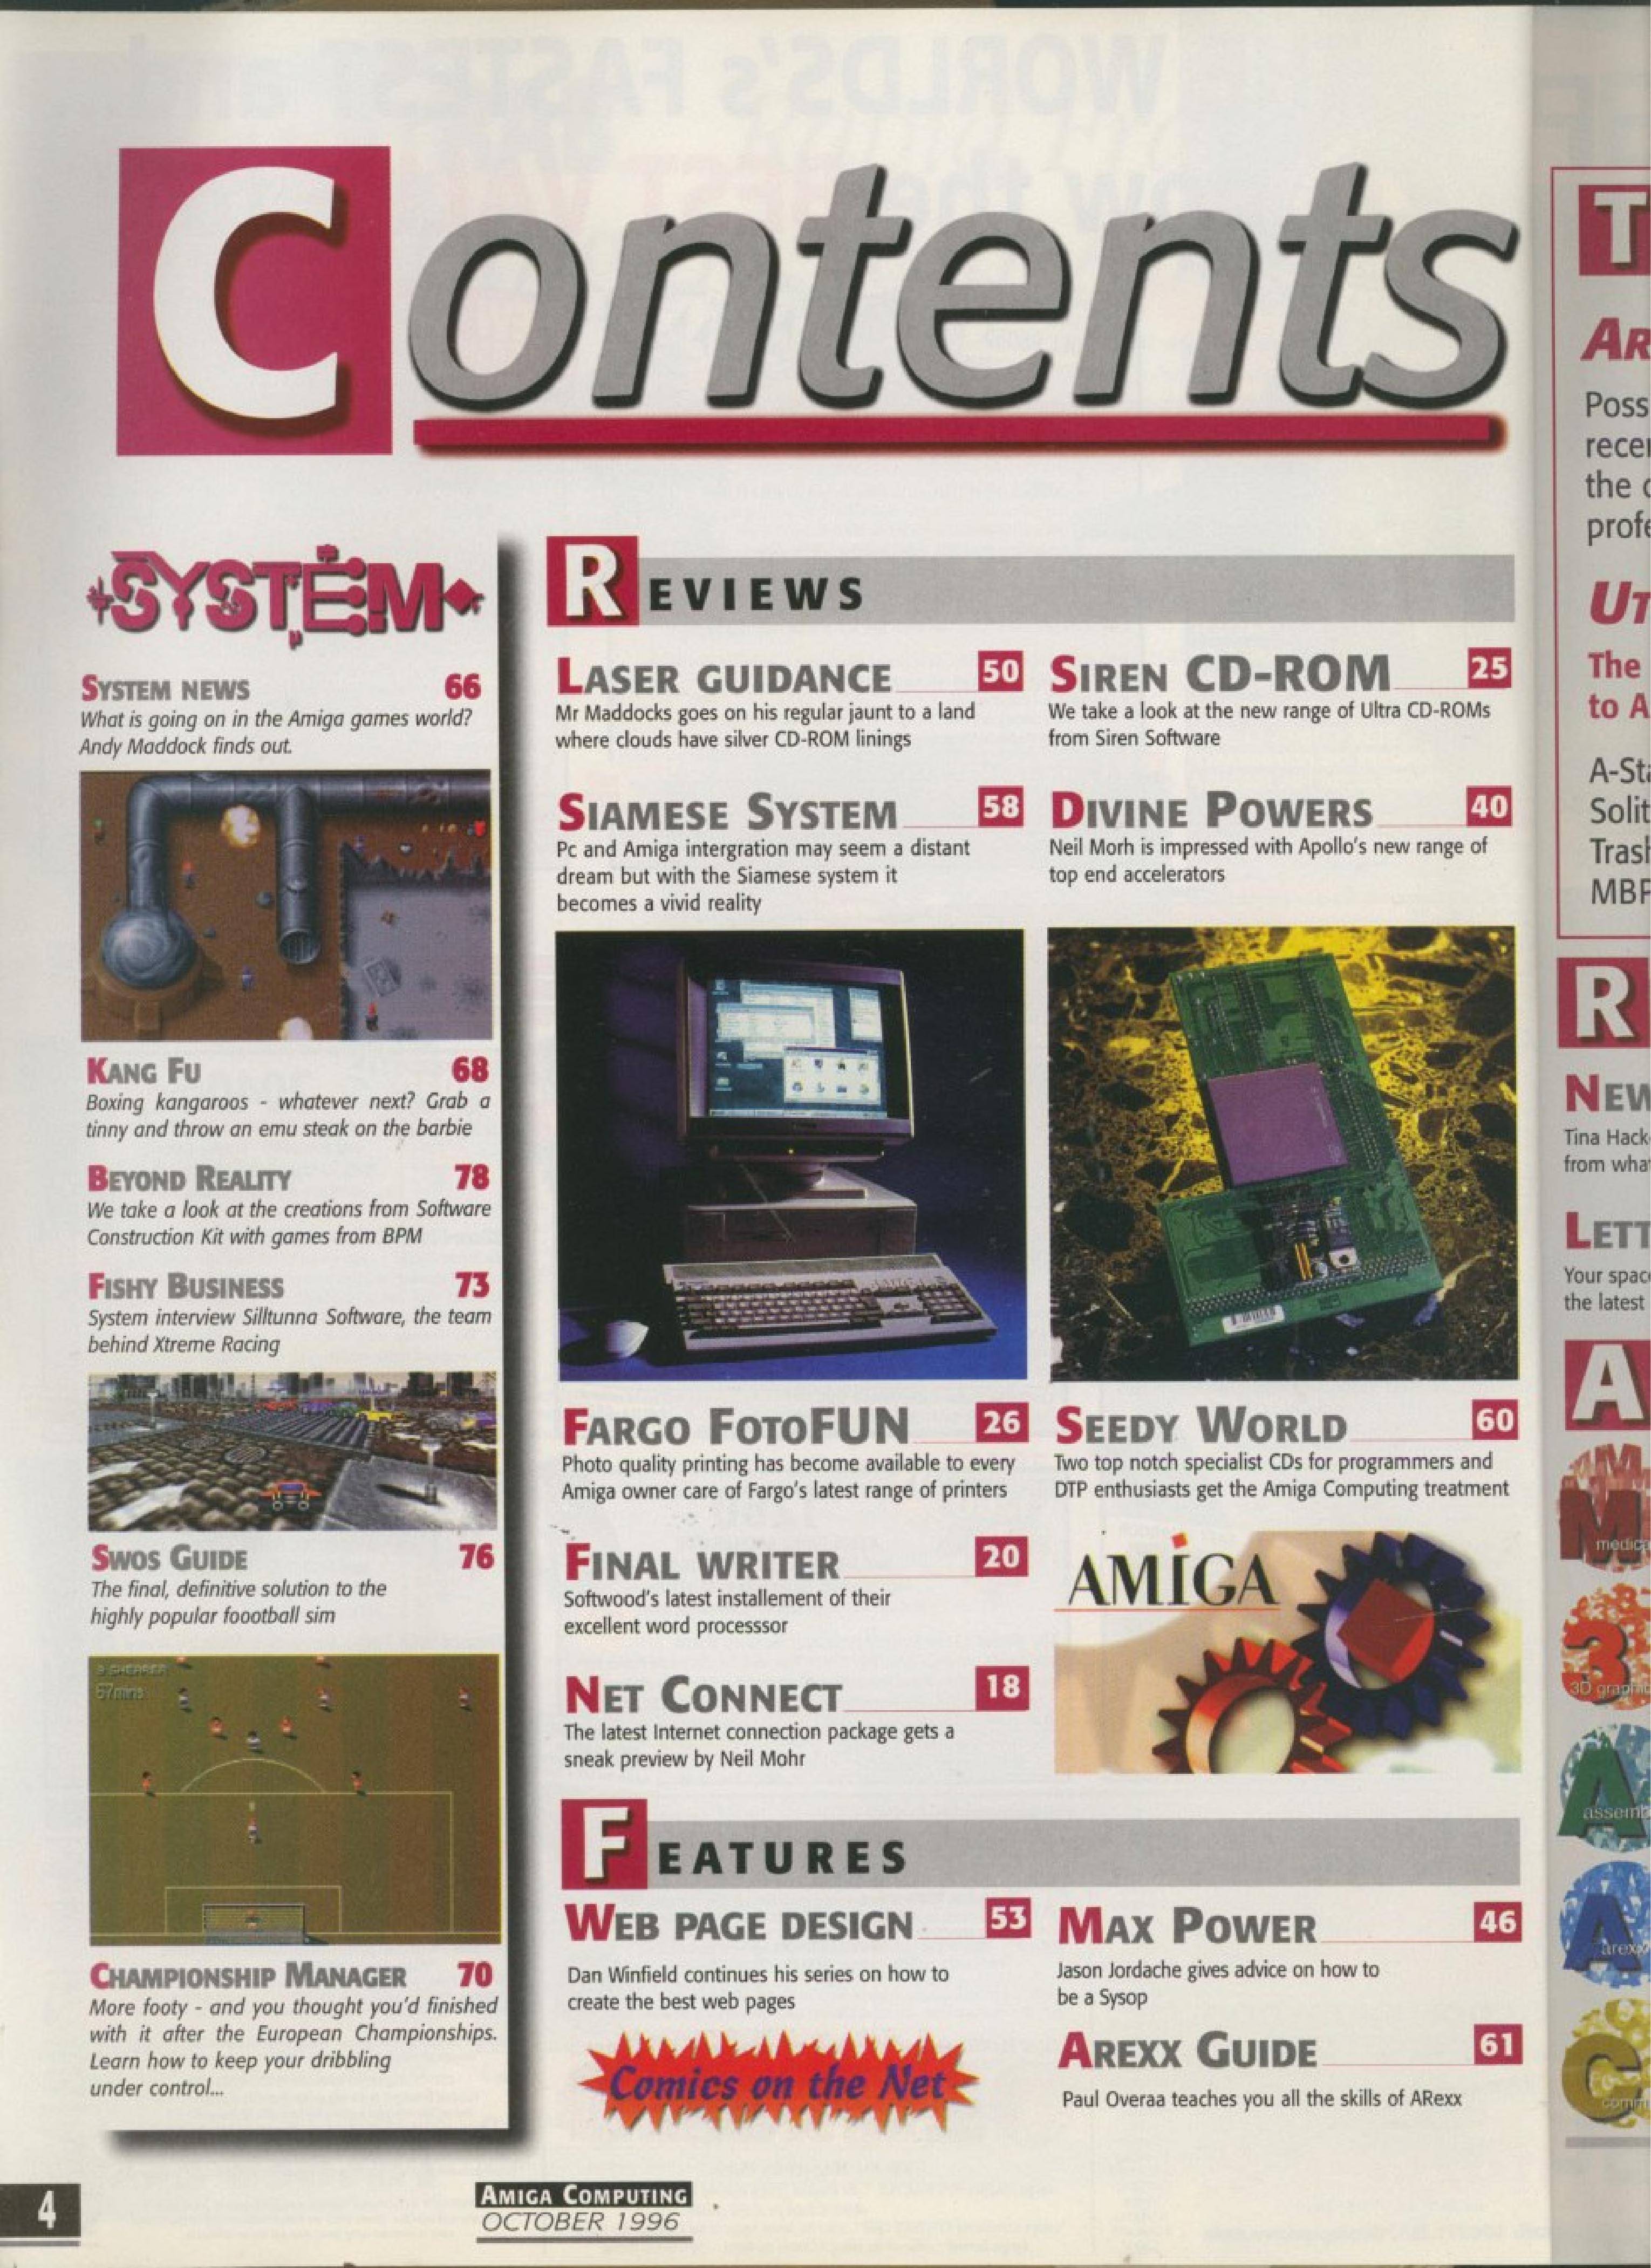 Contents
SYSTEM
SYSTEM NEWS 66
What is going on in the Amiga games world?
Andy Maddock finds out.
KANG FU 68
Boxing kangaroos - whatever next? Grab a
tinny and throw an emu steak on the barbie
BEYOND REALITY 78
We take a look at the creations from Software
Construction Kit with games from BPM
FISHY BUSINESS 73
System interview Silltunna Software, the team
behind Xtreme Racing
SWOS GUIDE 76
The final, definitive solution to the
highly popular foootball sim
9 SHEARER
67mins
CHAMPIONSHIP MANAGER 70
More footy - and you thought you'd finished
with it after the European Championships.
Learn how to keep your dribbling
under control...
REVIEWS
LASER GUIDANCE 50
Mr Maddocks goes on his regular jaunt to a land
where clouds have silver CD-ROM linings
SIAMESE SYSTEM 58
Pc and Amiga intergration may seem a distant
dream but with the Siamese system it
becomes a vivid reality
FARGO FOTOFUN 26
Photo quality printing has become available to every
Amiga owner care of Fargo's latest range of printers
FINAL WRITER 20
Softwood's latest installement of their
excellent word processsor
NET CONNECT 18
The latest Internet connection package gets a
sneak preview by Neil Mohr
SIREN CD-ROM 25
We take a look at the new range of Ultra CD-ROMs
from Siren Software
DIVINE POWERS 40
Neil Morh is impressed with Apollo's new range of
top end accelerators
SEEDY WORLD 60
Two top notch specialist CDs for programmers and
DTP enthusiasts get the Amiga Computing treatment
AMIGA
FEATURES
WEB PAGE DESIGN 53
Dan Winfield continues his series on how to
create the best web pages
Comics on the Net
MAX POWER 46
Jason Jordache gives advice on how to
be a Sysop
AREXX GUIDE 61
Paul Overaa teaches you all the skills of ARexx
4
AMIGA COMPUTING
OCTOBER 1996
T
AR
Poss
the
UT
The
to A
Solit
Trash
R
NEW
Tina Hack
from what
LETT
Your space
the latest
A
M
3
3D graphic
A
A
arexx
C